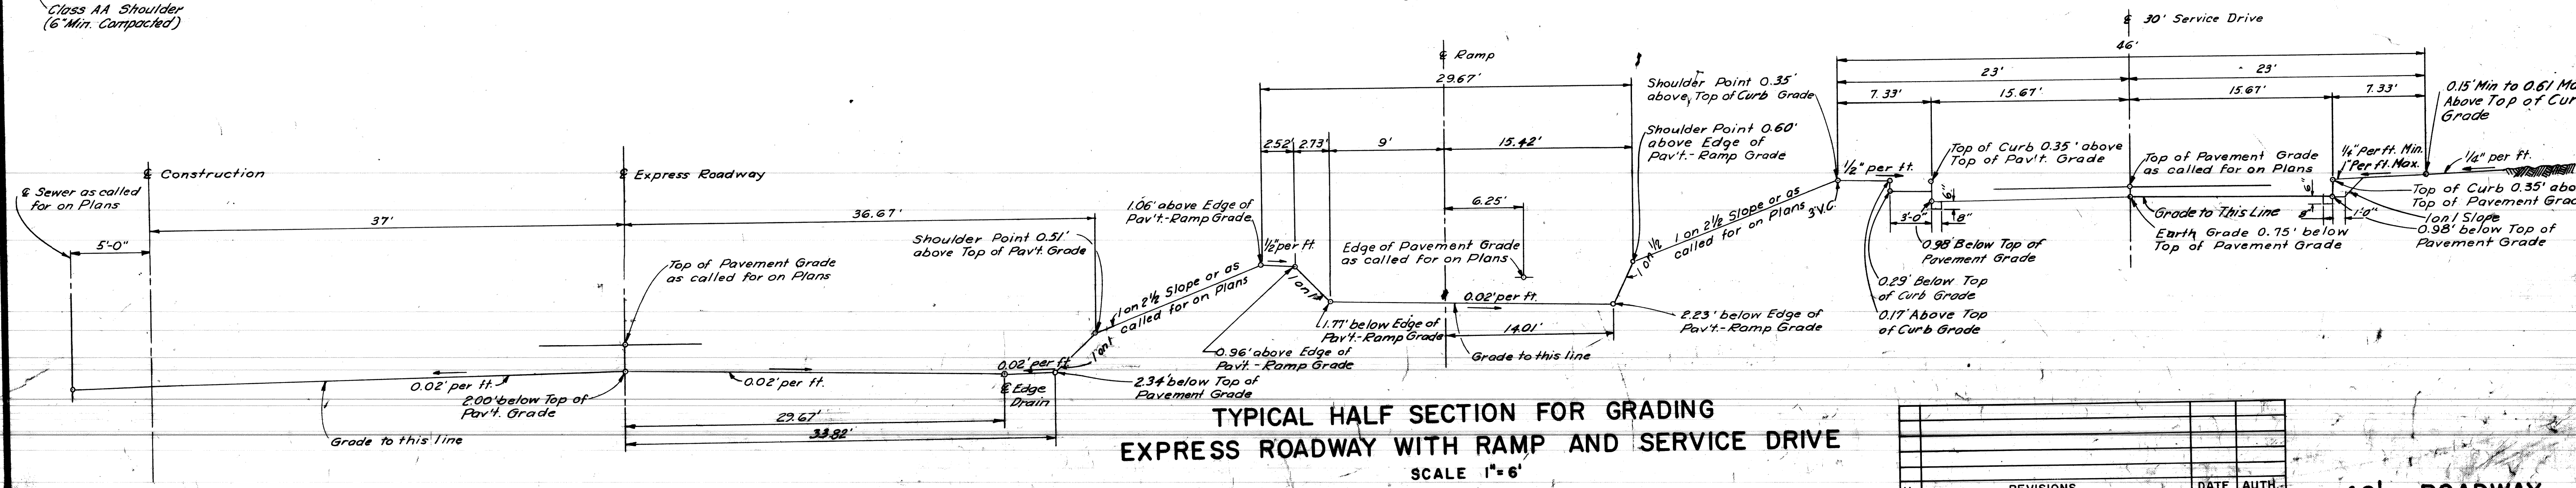 Class AA Shoulder
(6"Min. Compacted)
℄ Sewer as called
for on Plans
5'-0"
℄ Construction
37'
℄ Express Roadway
36.67'
Top of Pavement Grade
as called for on Plans
Shoulder Point 0.51'
above Top of Pav't. Grade
0.02' per ft.
2.00' below Top of
Pav't. Grade
Grade to this line
0.02' per ft.
29.67'
33.82'
0.02' per ft.
℄ Edge
Drain
1 on 1
2.34' below Top of
Pavement Grade
1 on 2½ Slope or as
called for on Plans
1.06' above Edge of
Pav't.-Ramp Grade
½" per ft.
1 on 1
0.96' above Edge of
Pav't. - Ramp Grade
1.77' below Edge of
Pav't.-Ramp Grade
℄ Ramp
29.67'
2.52' 2.73' 9' 15.42'
6.25'
Edge of Pavement Grade
as called for on Plans
0.02' per ft.
14.01'
Grade to this line
2.23' below Edge of
Pav't.-Ramp Grade
Shoulder Point 0.35'
above Top of Curb Grade
Shoulder Point 0.60'
above Edge of
Pav't.-Ramp Grade
1 on ½
1 on 2½ Slope or as
called for on Plans
3'V.C.
℄ 30' Service Drive
46'
23' 23'
7.33' 15.67' 15.67' 7.33'
½" per ft.
Top of Curb 0.35' above
Top of Pav't. Grade
6"
3'-0" 8"
0.98' Below Top of
Pavement Grade
0.29' Below Top
of Curb Grade
0.17' Above Top
of Curb Grade
Top of Pavement Grade
as called for on Plans
Grade to This Line
Earth Grade 0.75' below
Top of Pavement Grade
¼" per ft. Min.
1" Per ft. Max.
¼" per ft.
0.15' Min to 0.61 Ma
Above Top of Cur
Grade
6"
8" 1'-0"
Top of Curb 0.35' abo
Top of Pavement Grad
1 on 1 Slope
0.98' below Top of
Pavement Grade
TYPICAL HALF SECTION FOR GRADING
EXPRESS ROADWAY WITH RAMP AND SERVICE DRIVE
SCALE 1"=6'
REVISIONS DATE AUTH.
ROADWAY